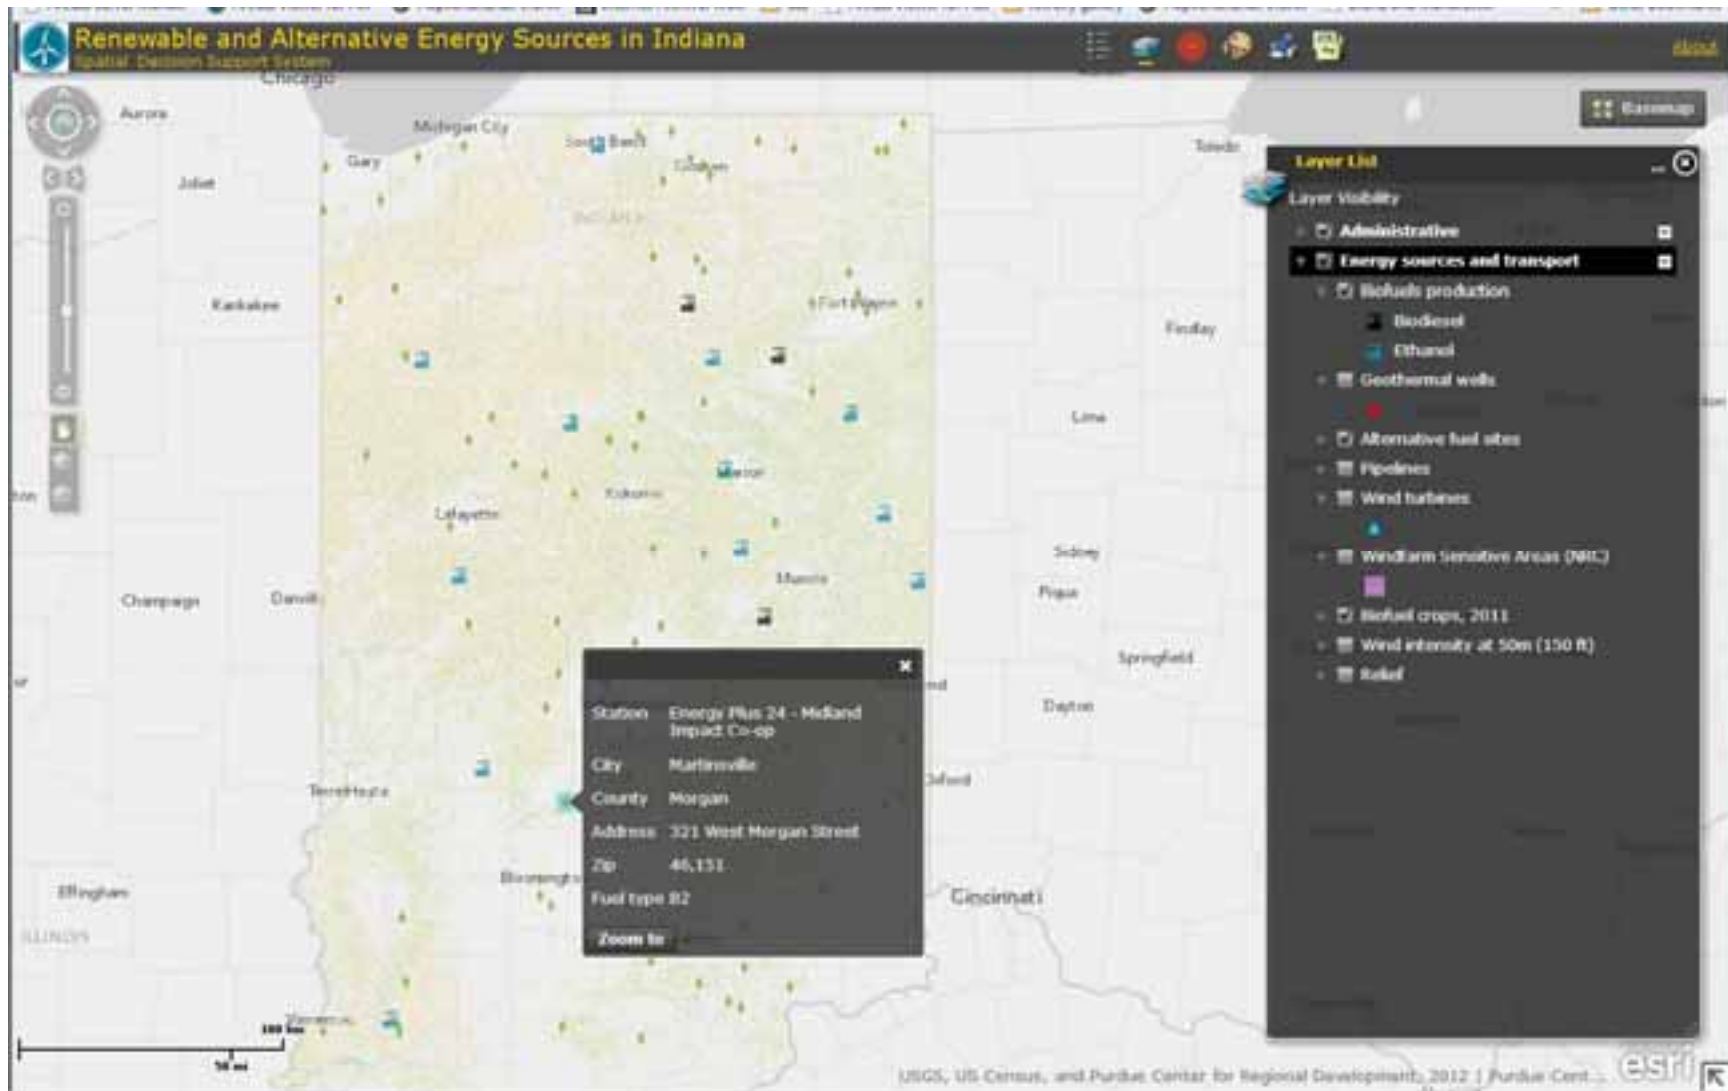 Renewable and Alternative Energy Sources in Indiana
Spatial Decision Support System
About
Chicago
Basemap
Aurora
Michigan City
South Bend
Toledo
Gary
Goshen
Joliet
Kankakee
Fort Wayne
Findlay
Lima
Marion
Kokomo
Lafayette
Sidney
Muncie
Piqua
Champaign
Springfield
Dayton
Terre Haute
Oxford
Effingham
Cincinnati
ILLINOIS
Layer List
Layer Visibility
Administrative
Energy sources and transport
Biofuels production
Biodiesel
Ethanol
Geothermal wells
Alternative fuel sites
Pipelines
Wind turbines
Windfarm Sensitive Areas (NRC)
Biofuel crops, 2011
Wind intensity at 50m (150 ft)
Relief
Station Energy Plus 24 - Midland
Impact Co-op
City Martinsville
County Morgan
Address 321 West Morgan Street
Zip 46,151
Fuel type B2
Zoom to
100 km
50 mi
USGS, US Census, and Purdue Center for Regional Development, 2012 | Purdue Cent...
esri